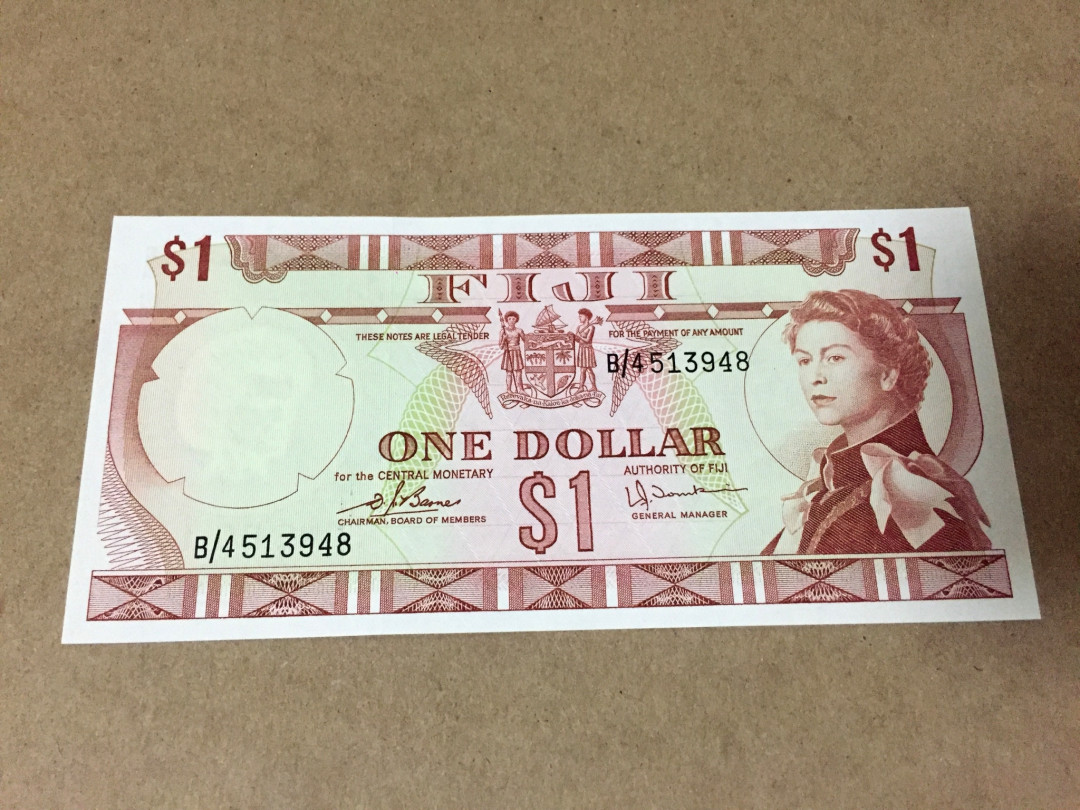 $1
$1
FIJI
THESE NOTES ARE LEGAL TENDER
FOR THE PAYMENT OF ANY AMOUNT
B/4513948
ONE DOLLAR
for the CENTRAL MONETARY
AUTHORITY OF FIJI
$1
CHAIRMAN, BOARD OF MEMBERS
GENERAL MANAGER
B/4513948